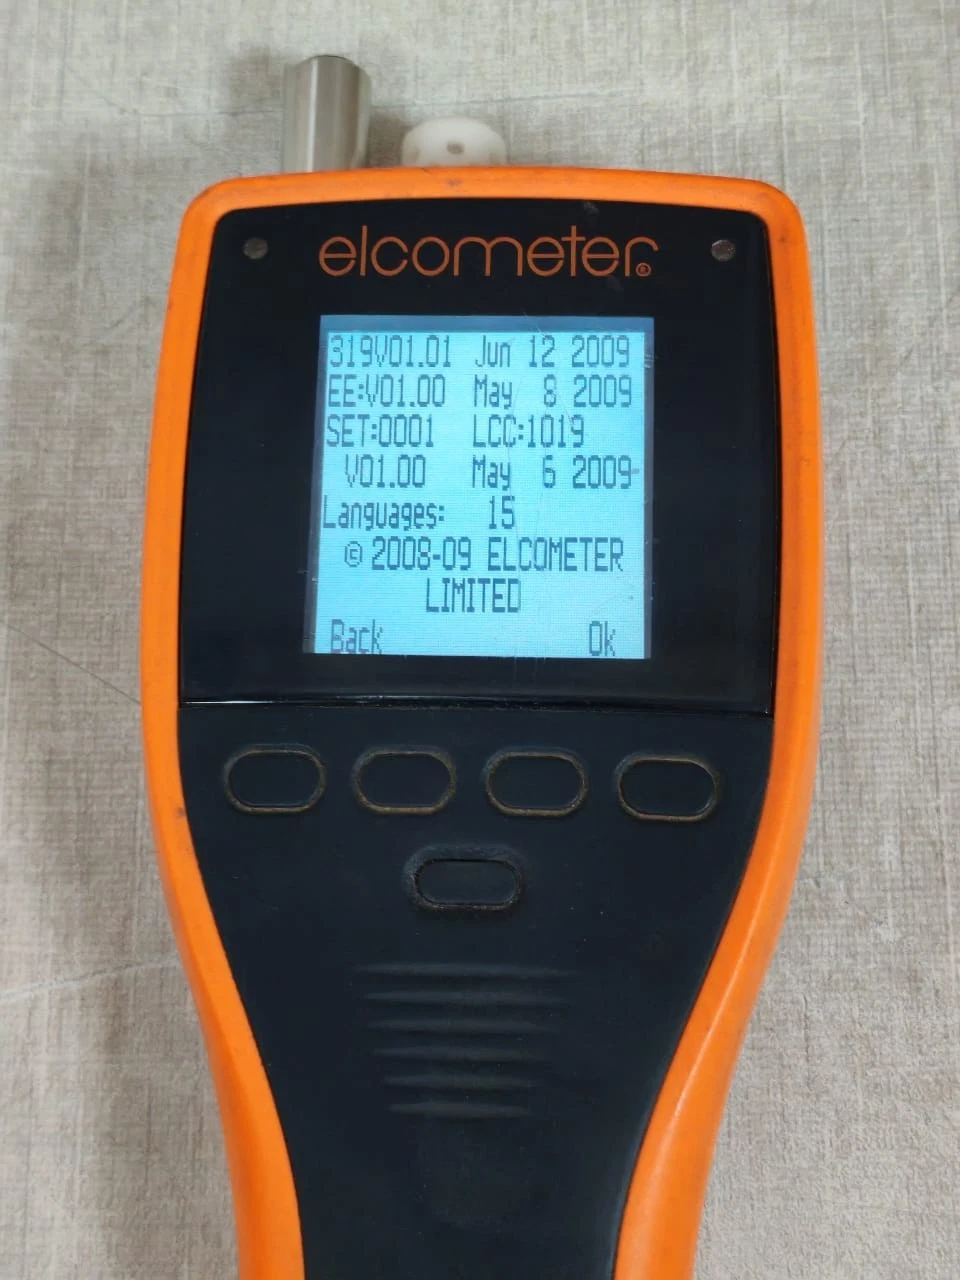 elcometer®
319V01.01 Jun 12 2009
EE:V01.00 May 8 2009
SET:0001 LCC:1019
V01.00 May 6 2009
Languages: 15
© 2008-09 ELCOMETER
LIMITED
Back Ok